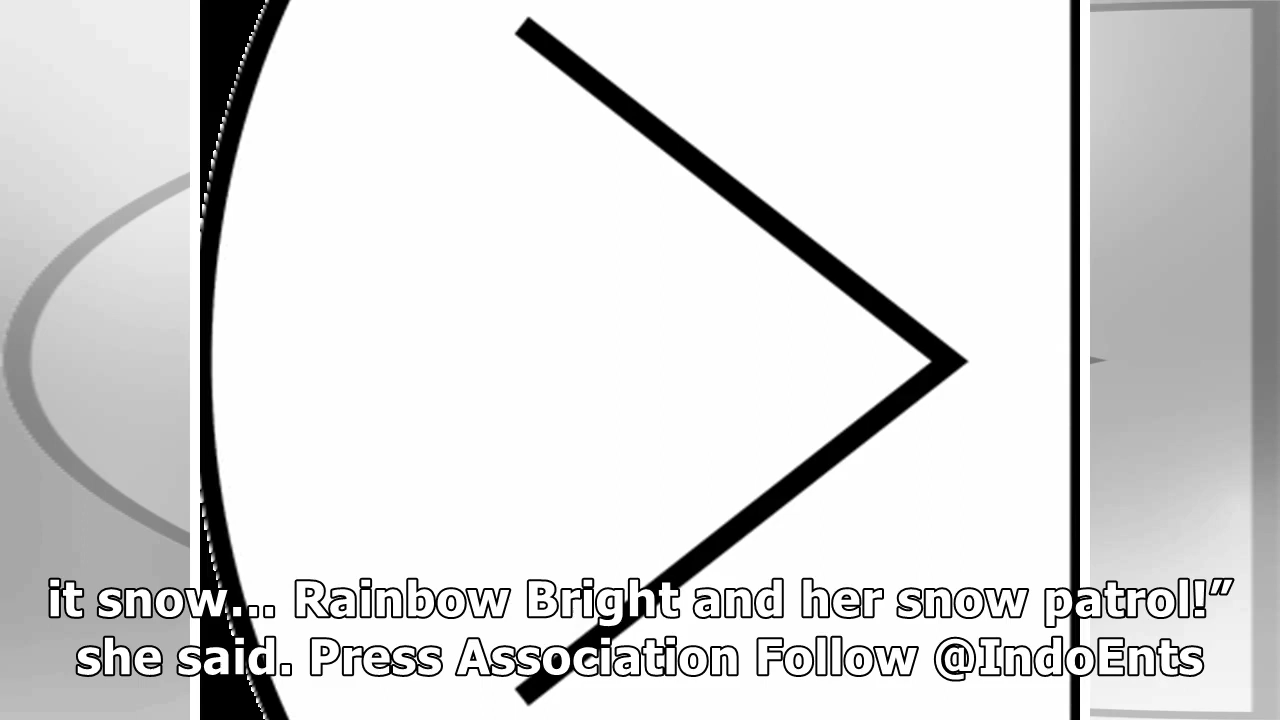 it snow... Rainbow Bright and her snow patrol!”
she said. Press Association Follow @IndoEnts